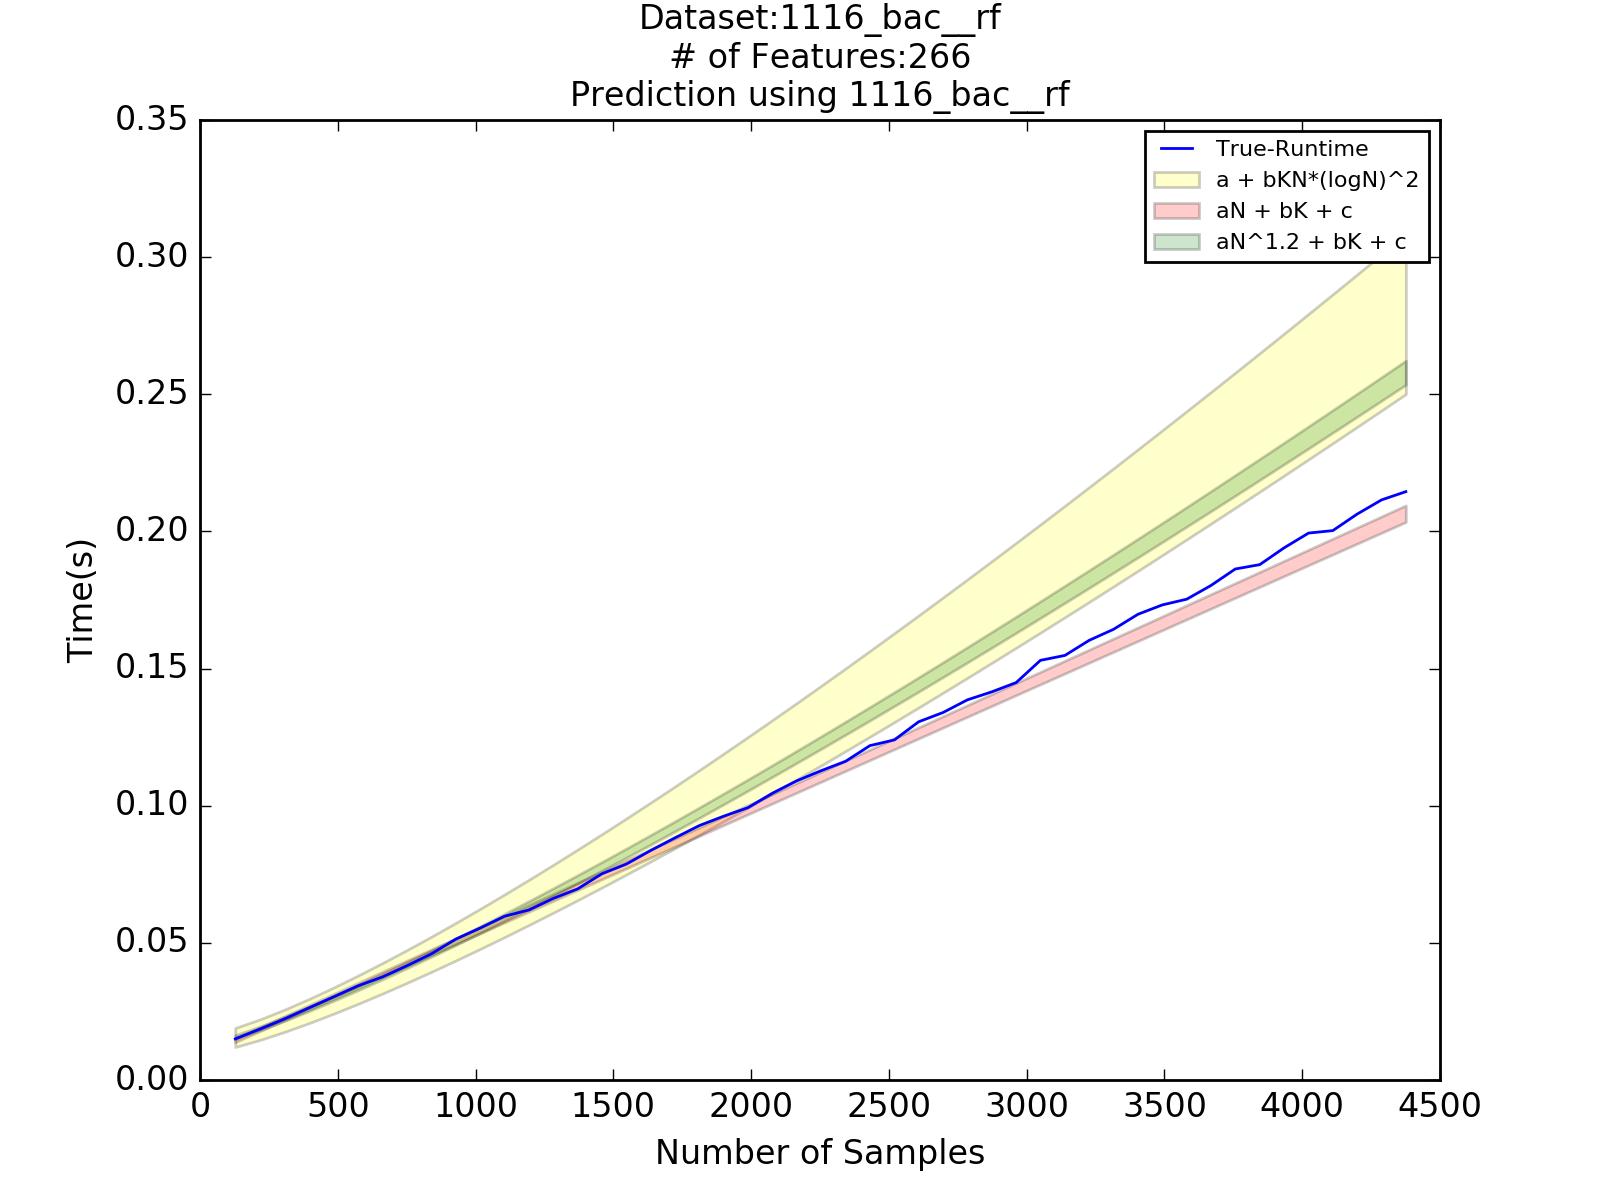 Dataset:1116_bac__rf
# of Features:266
Prediction using 1116_bac__rf
0.35
0.30
0.25
0.20
0.15
0.10
0.05
0.00
Time(s)
True-Runtime
a + bKN*(logN)^2
aN + bK + c
aN^1.2 + bK + c
0 500 1000 1500 2000 2500 3000 3500 4000 4500
Number of Samples